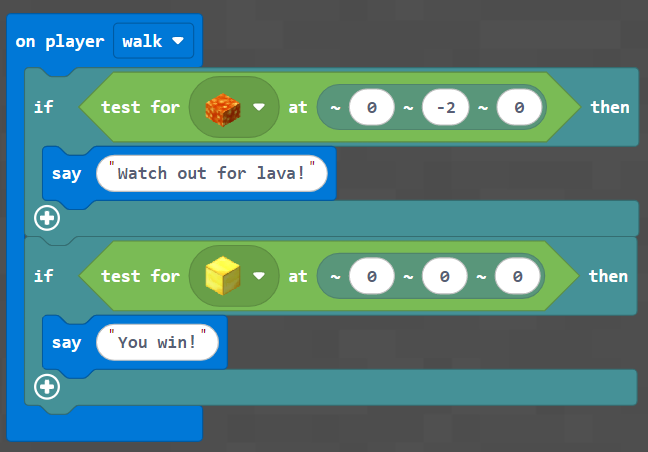 on player walk
if test for at ~ 0 ~ -2 ~ 0 then
say "Watch out for lava!"
if test for at ~ 0 ~ 0 ~ 0 then
say "You win!"